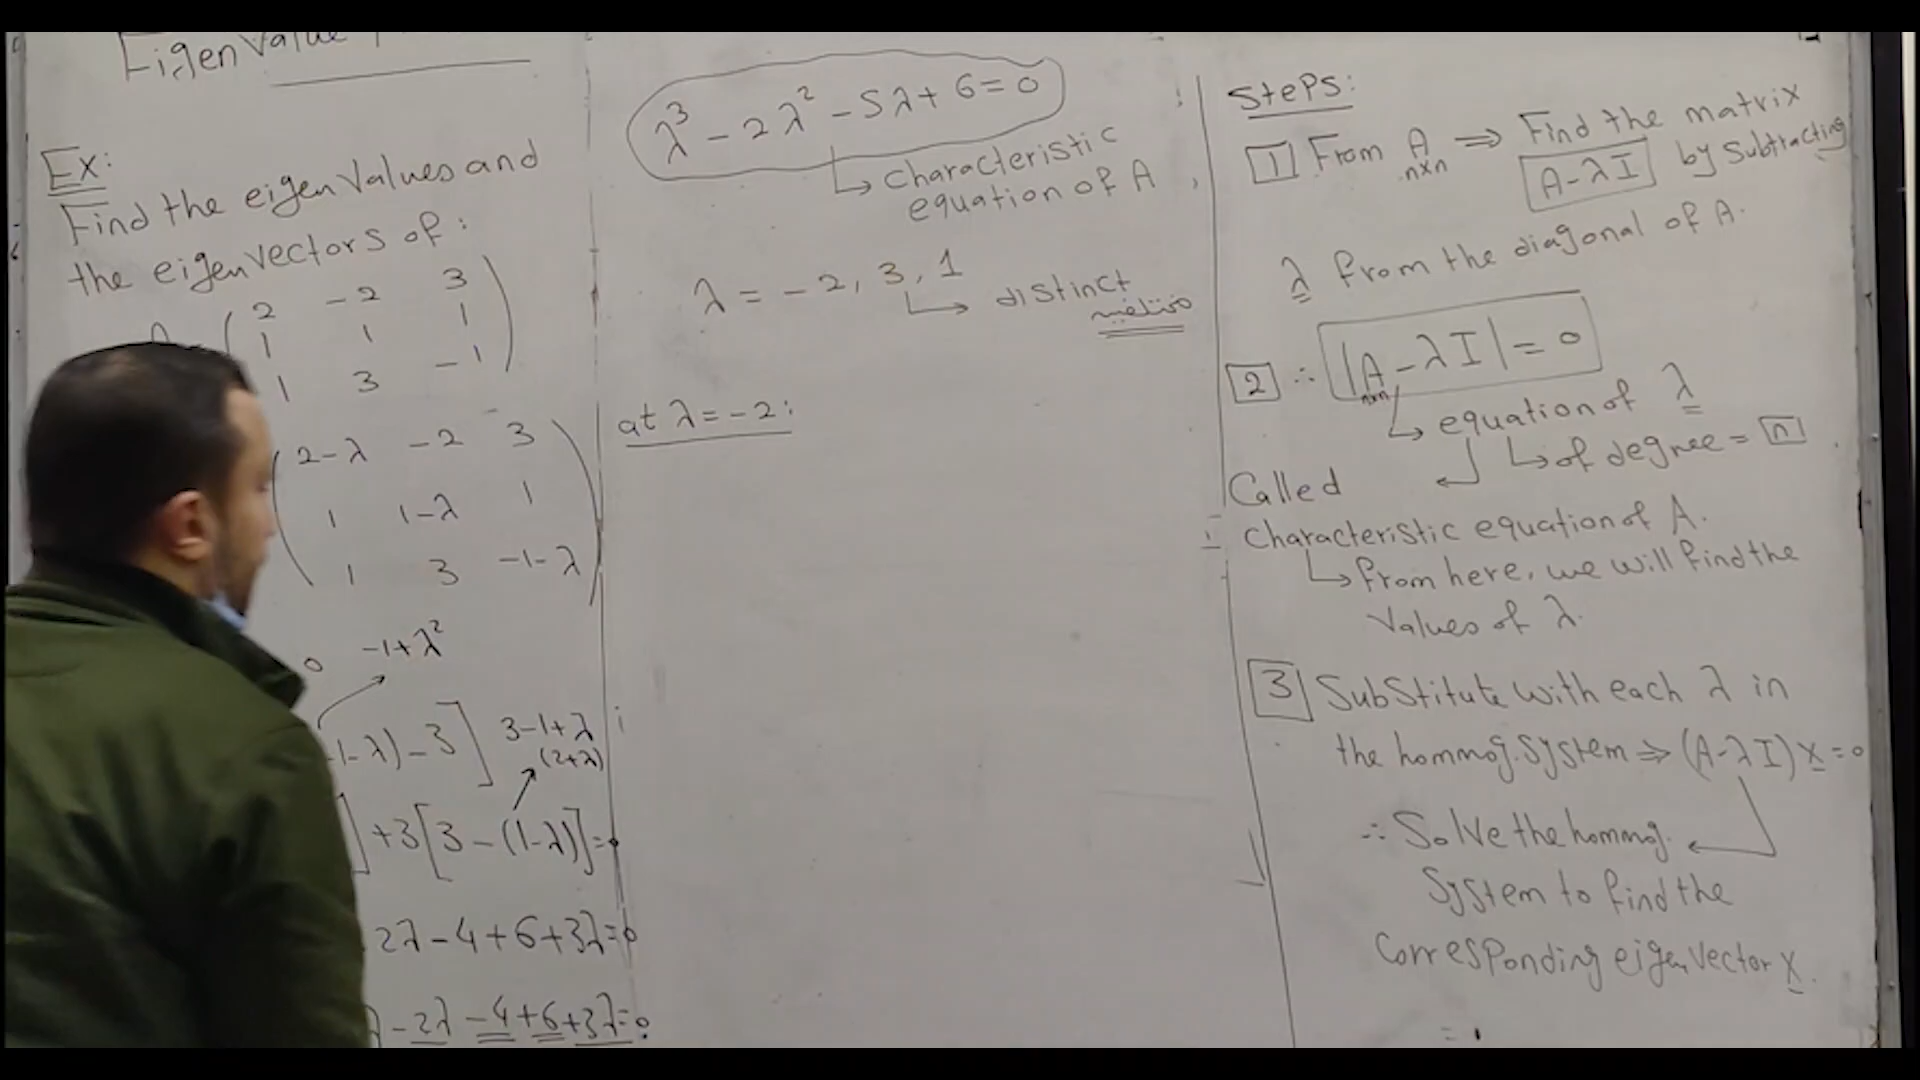 Eigen Value
Ex:
Find the eigen Values and
the eigen vectors of:
2 -2 3
1 1 1
1 3 -1
2-λ -2 3
1 1-λ 1
1 3 -1-λ
0 -1+λ²
-1-λ)-3] 3-1+λ
(2+λ)
]+3[3-(1-λ)]=0
2λ-4+6+3λ=0
-2λ-4+6+3λ=0
λ³-2λ²-5λ+6=0
↳ Characteristic
equation of A
λ = -2, 3, 1
↳ distinct
at λ=-2:
Steps:
1 From A n×n ⇒ Find the matrix
A-λI by Subtracting
λ from the diagonal of A.
2 ∴ |A-λI|=0
n×n
↳ equation of λ
↳ of degree = n
Called
Characteristic equation of A.
↳ from here, we will find the
Values of λ.
3 Substitute with each λ in
the hommog. System ⇒ (A-λI)X=0
∴ Solve the hommog.
System to find the
Corresponding eigen Vector X.